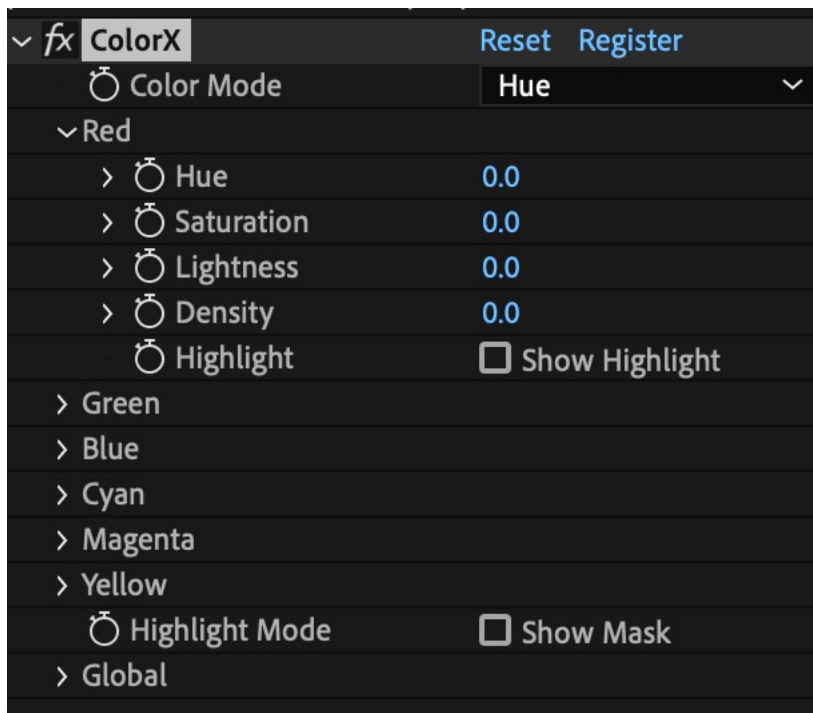 fx ColorX Reset Register
Color Mode Hue
Red
Hue 0.0
Saturation 0.0
Lightness 0.0
Density 0.0
Highlight Show Highlight
Green
Blue
Cyan
Magenta
Yellow
Highlight Mode Show Mask
Global